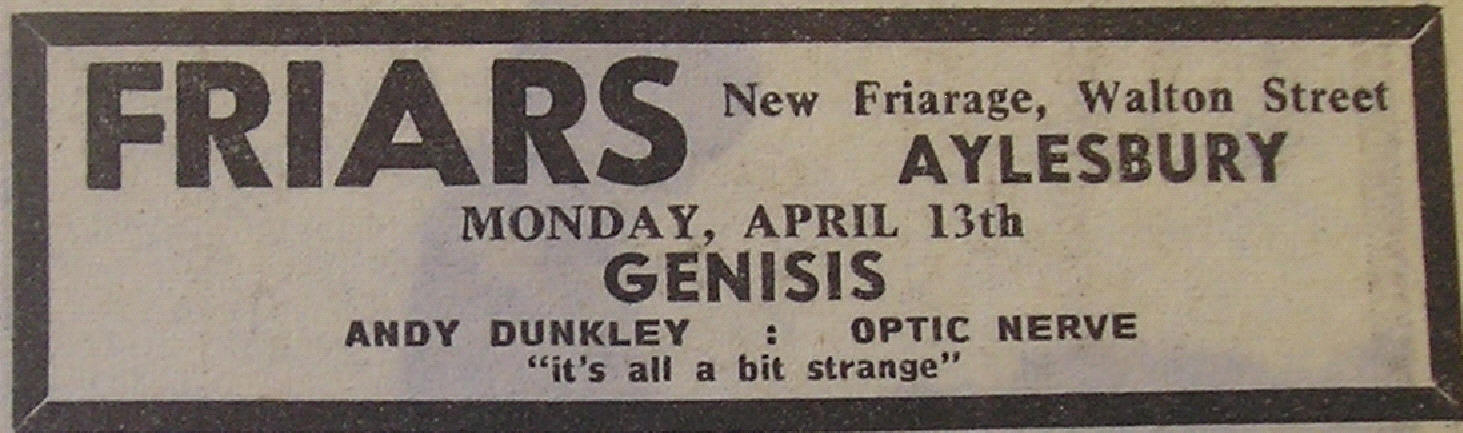 FRIARS New Friarage, Walton Street
AYLESBURY
MONDAY, APRIL 13th
GENISIS
ANDY DUNKLEY : OPTIC NERVE
"it's all a bit strange"